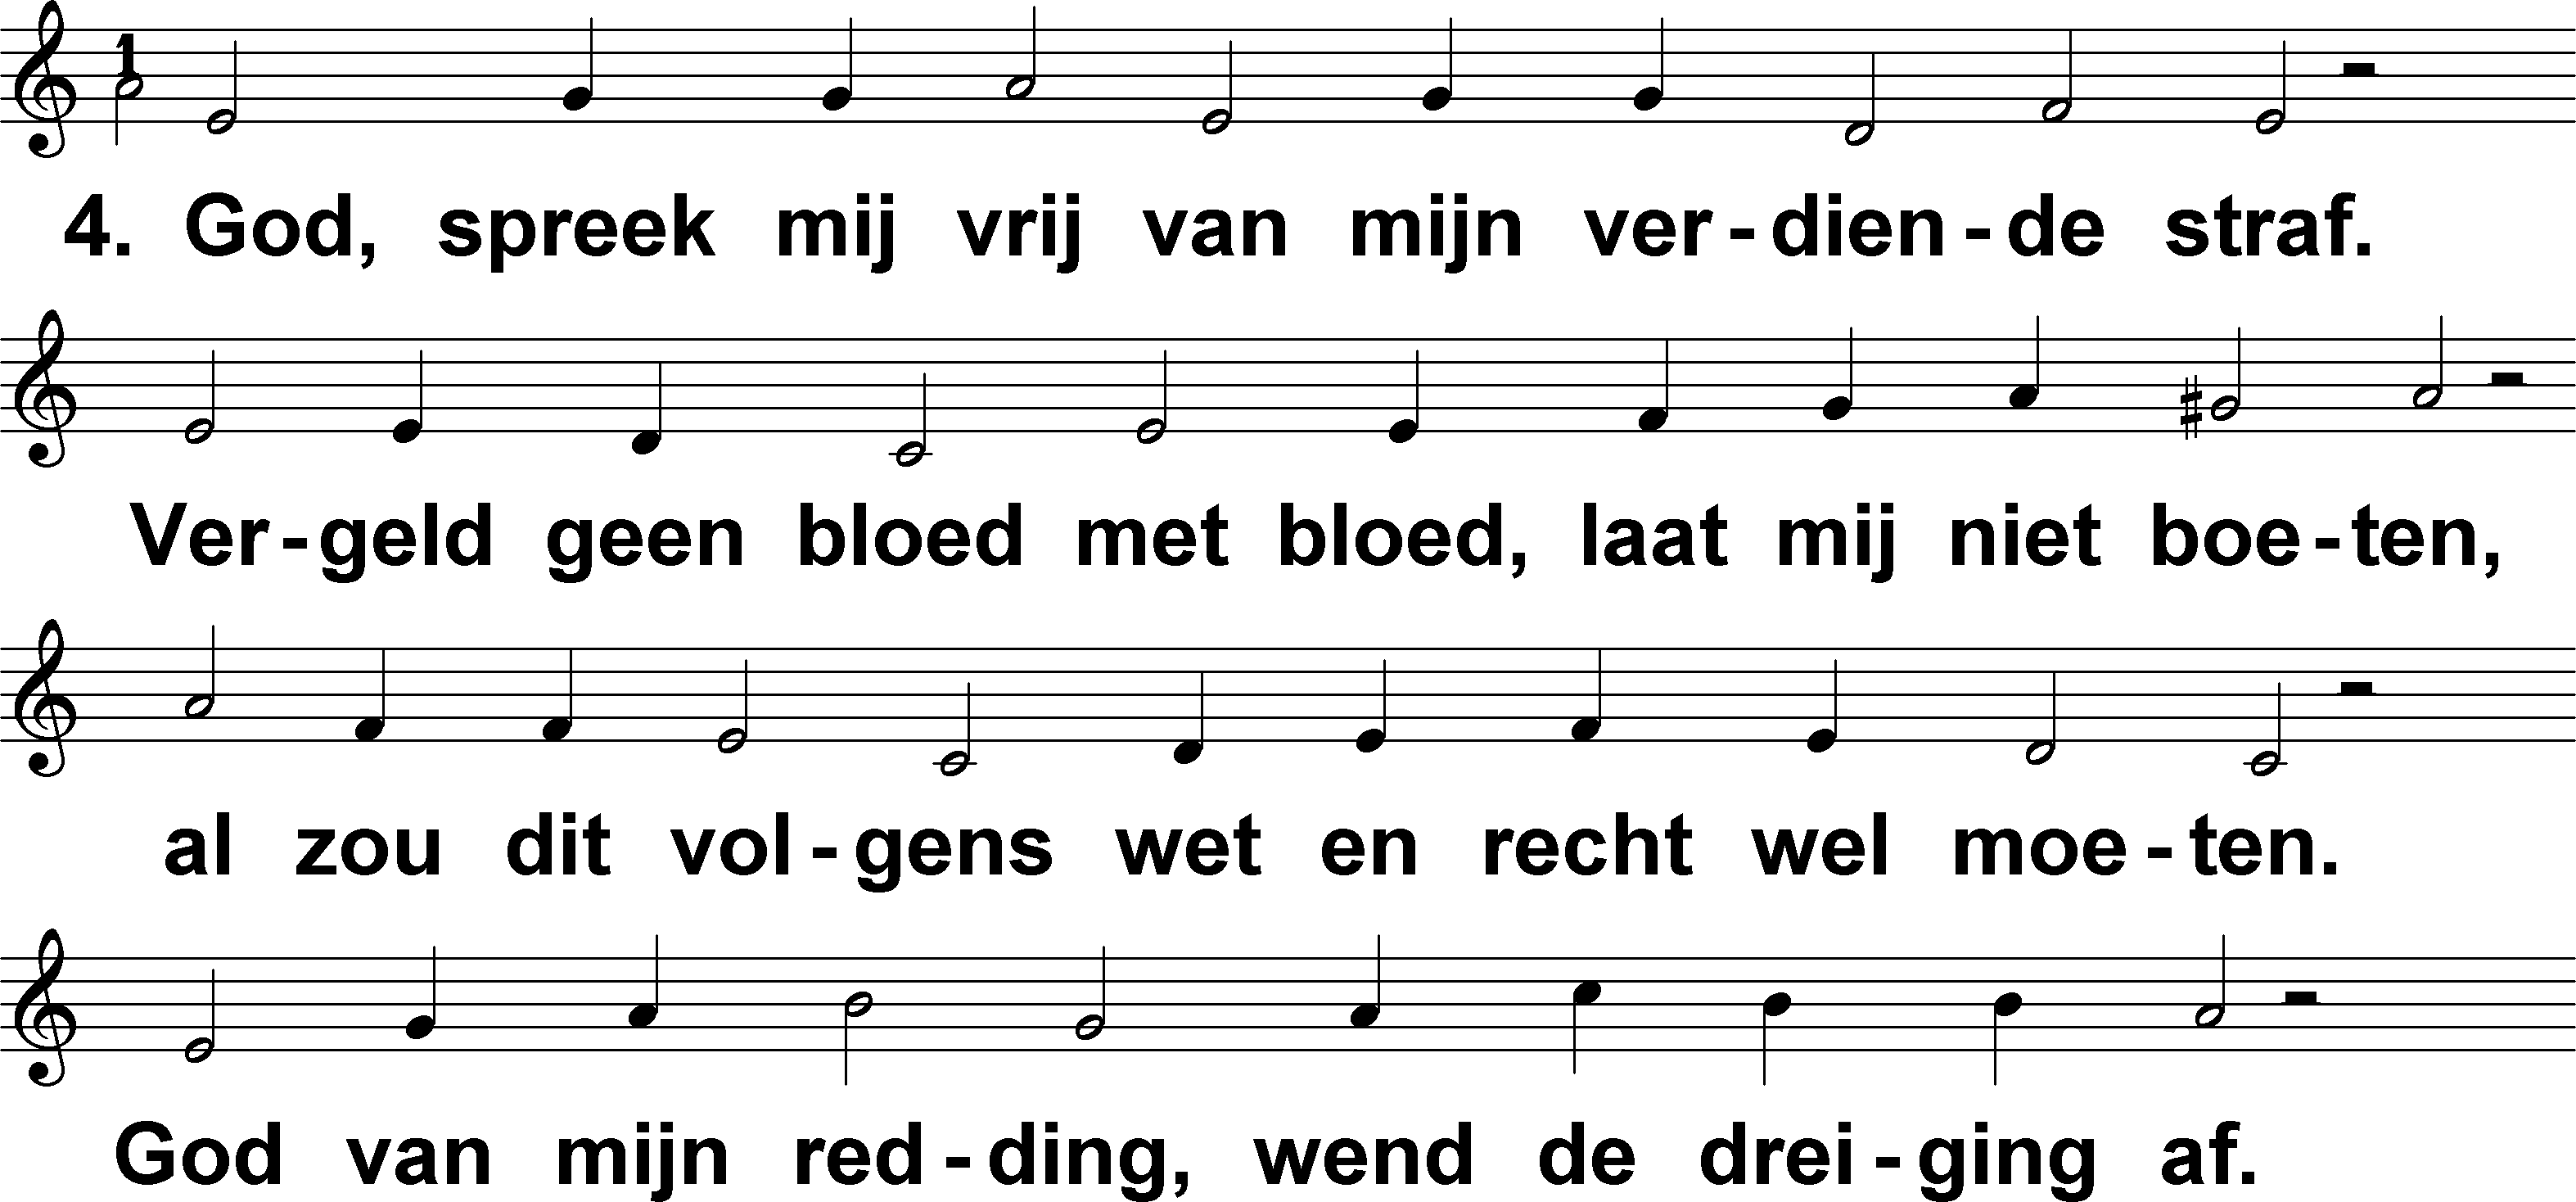 1
4. God, spreek mij vrij van mijn ver-dien-de straf.
Ver-geld geen bloed met bloed, laat mij niet boe-ten,
al zou dit vol-gens wet en recht wel moe-ten.
God van mijn red-ding, wend de drei-ging af.